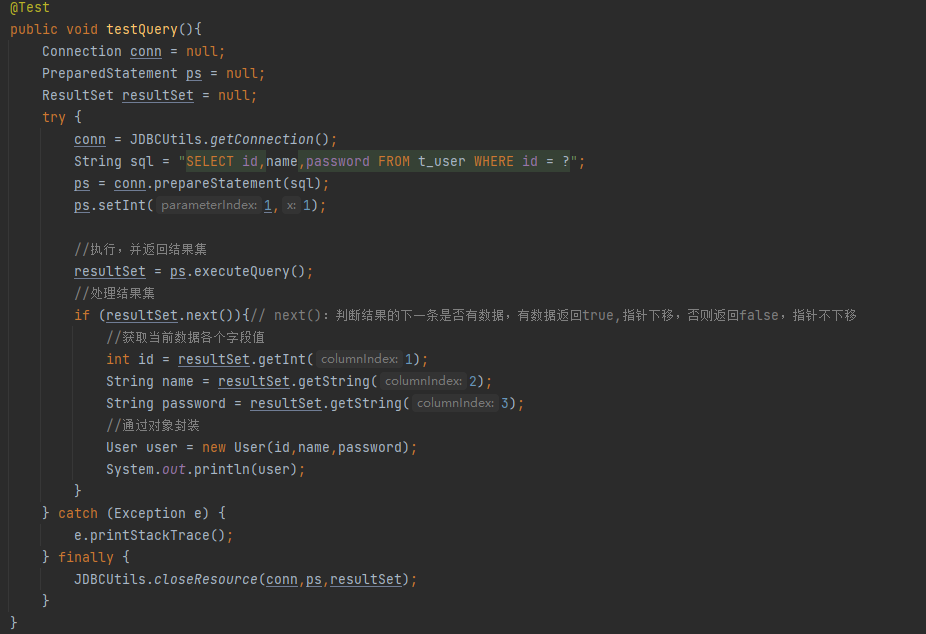 @Test
public void testQuery(){
Connection conn = null;
PreparedStatement ps = null;
ResultSet resultSet = null;
try {
conn = JDBCUtils.getConnection();
String sql = "SELECT id,name,password FROM t_user WHERE id = ?";
ps = conn.prepareStatement(sql);
ps.setInt( parameterIndex: 1, x: 1);
//执行，并返回结果集
resultSet = ps.executeQuery();
//处理结果集
if (resultSet.next()){// next()：判断结果的下一条是否有数据，有数据返回true,指针下移，否则返回false，指针不下移
//获取当前数据各个字段值
int id = resultSet.getInt( columnIndex: 1);
String name = resultSet.getString( columnIndex: 2);
String password = resultSet.getString( columnIndex: 3);
//通过对象封装
User user = new User(id,name,password);
System.out.println(user);
}
} catch (Exception e) {
e.printStackTrace();
} finally {
JDBCUtils.closeResource(conn,ps,resultSet);
}
}